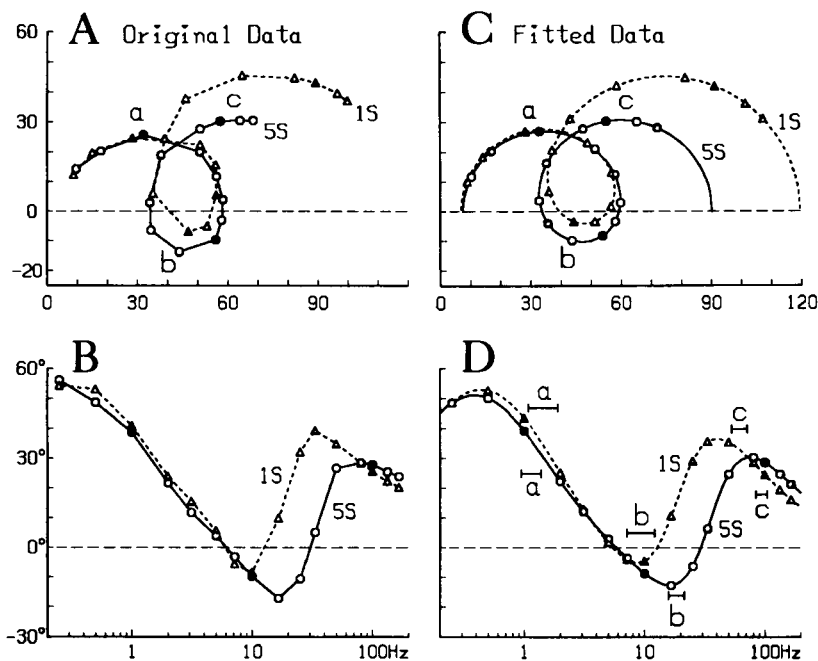 A Original Data
60
30
0
-20
0 30 60 90
a
b
c
5S
1S
C Fitted Data
0 30 60 90 120
a
b
c
5S
1S
B
60°
30°
0°
-30°
1 10 100Hz
1S
5S
D
1 10 100Hz
a
a
b
b
c
c
1S
5S